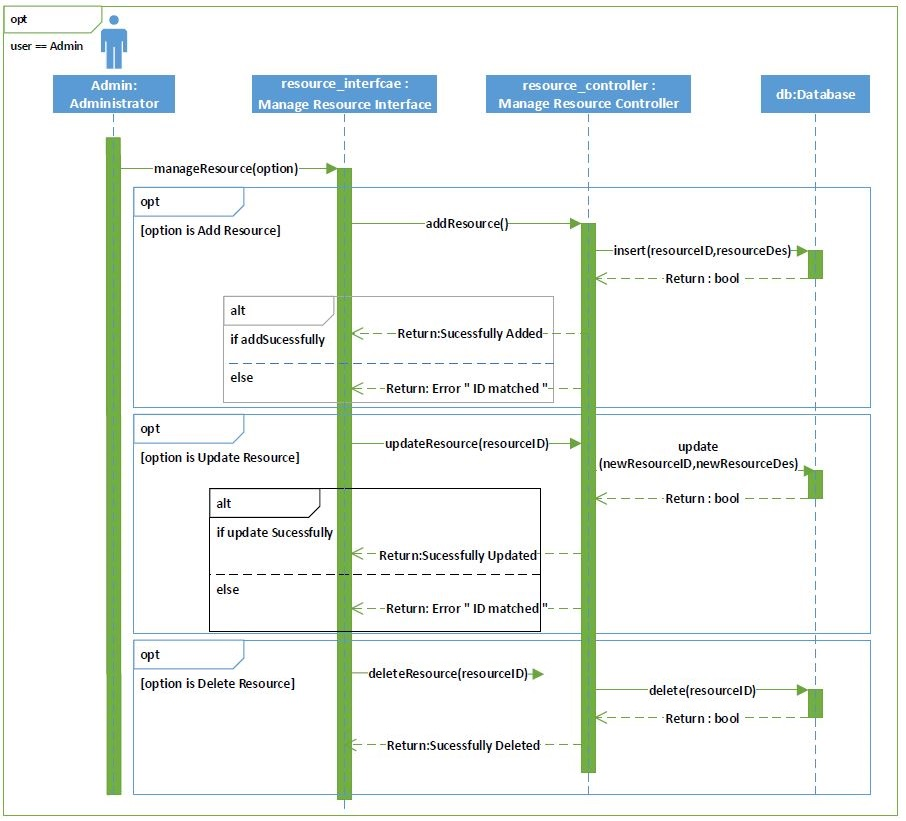 opt
user == Admin
Admin:
Administrator
resource_interfcae :
Manage Resource Interface
resource_controller :
Manage Resource Controller
db:Database
manageResource(option)
opt
[option is Add Resource]
addResource()
insert(resourceID,resourceDes)
Return : bool
alt
if addSucessfully
Return:Sucessfully Added
else
Return: Error " ID matched "
opt
[option is Update Resource]
updateResource(resourceID)
update
(newResourceID,newResourceDes)
Return : bool
alt
if update Sucessfully
Return:Sucessfully Updated
else
Return: Error " ID matched "
opt
[option is Delete Resource]
deleteResource(resourceID)
delete(resourceID)
Return : bool
Return:Sucessfully Deleted